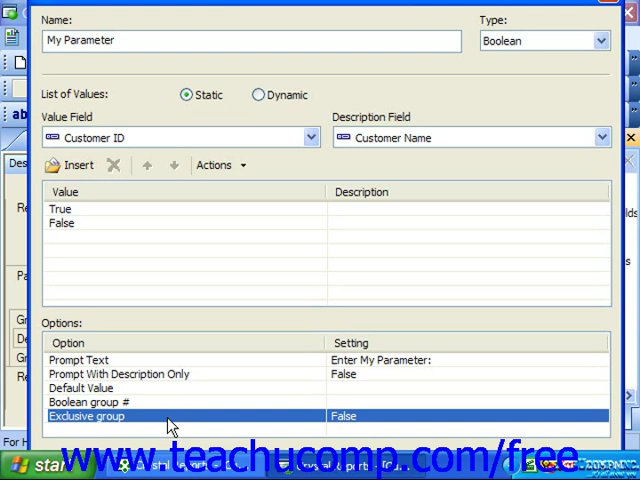 Name:
Type:
My Parameter
Boolean
List of Values:
Static
Dynamic
Value Field
Description Field
Customer ID
Customer Name
Insert
Actions
Value
Description
True
False
Options:
Option
Setting
Prompt Text
Enter My Parameter:
Prompt With Description Only
False
Default Value
Boolean group #
Exclusive group
False
For H
www.teachucomp.com/free
start